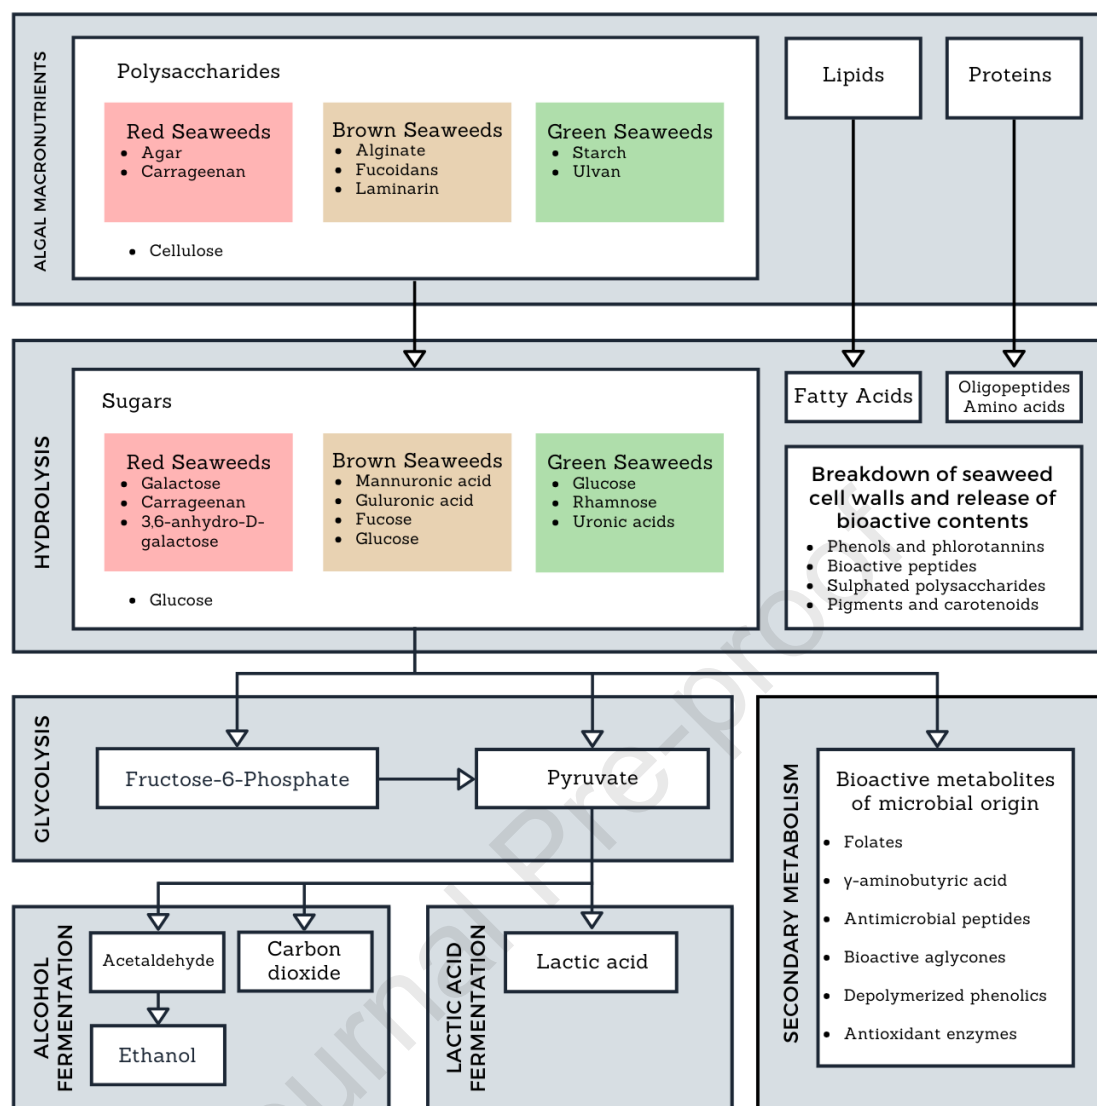 ALGAL MACRONUTRIENTS
Polysaccharides
Red Seaweeds
• Agar
• Carrageenan
Brown Seaweeds
• Alginate
• Fucoidans
• Laminarin
Green Seaweeds
• Starch
• Ulvan
• Cellulose
Lipids
Proteins
HYDROLYSIS
Sugars
Red Seaweeds
• Galactose
• Carrageenan
• 3,6-anhydro-D-
galactose
Brown Seaweeds
• Mannuronic acid
• Guluronic acid
• Fucose
• Glucose
Green Seaweeds
• Glucose
• Rhamnose
• Uronic acids
• Glucose
Fatty Acids
Oligopeptides
Amino acids
Breakdown of seaweed
cell walls and release of
bioactive contents
• Phenols and phlorotannins
• Bioactive peptides
• Sulphated polysaccharides
• Pigments and carotenoids
GLYCOLYSIS
Fructose-6-Phosphate
Pyruvate
ALCOHOL
FERMENTATION
Acetaldehyde
Carbon
dioxide
Ethanol
LACTIC ACID
FERMENTATION
Lactic acid
SECONDARY METABOLISM
Bioactive metabolites
of microbial origin
• Folates
• γ-aminobutyric acid
• Antimicrobial peptides
• Bioactive aglycones
• Depolymerized phenolics
• Antioxidant enzymes
urnal Pre-proof